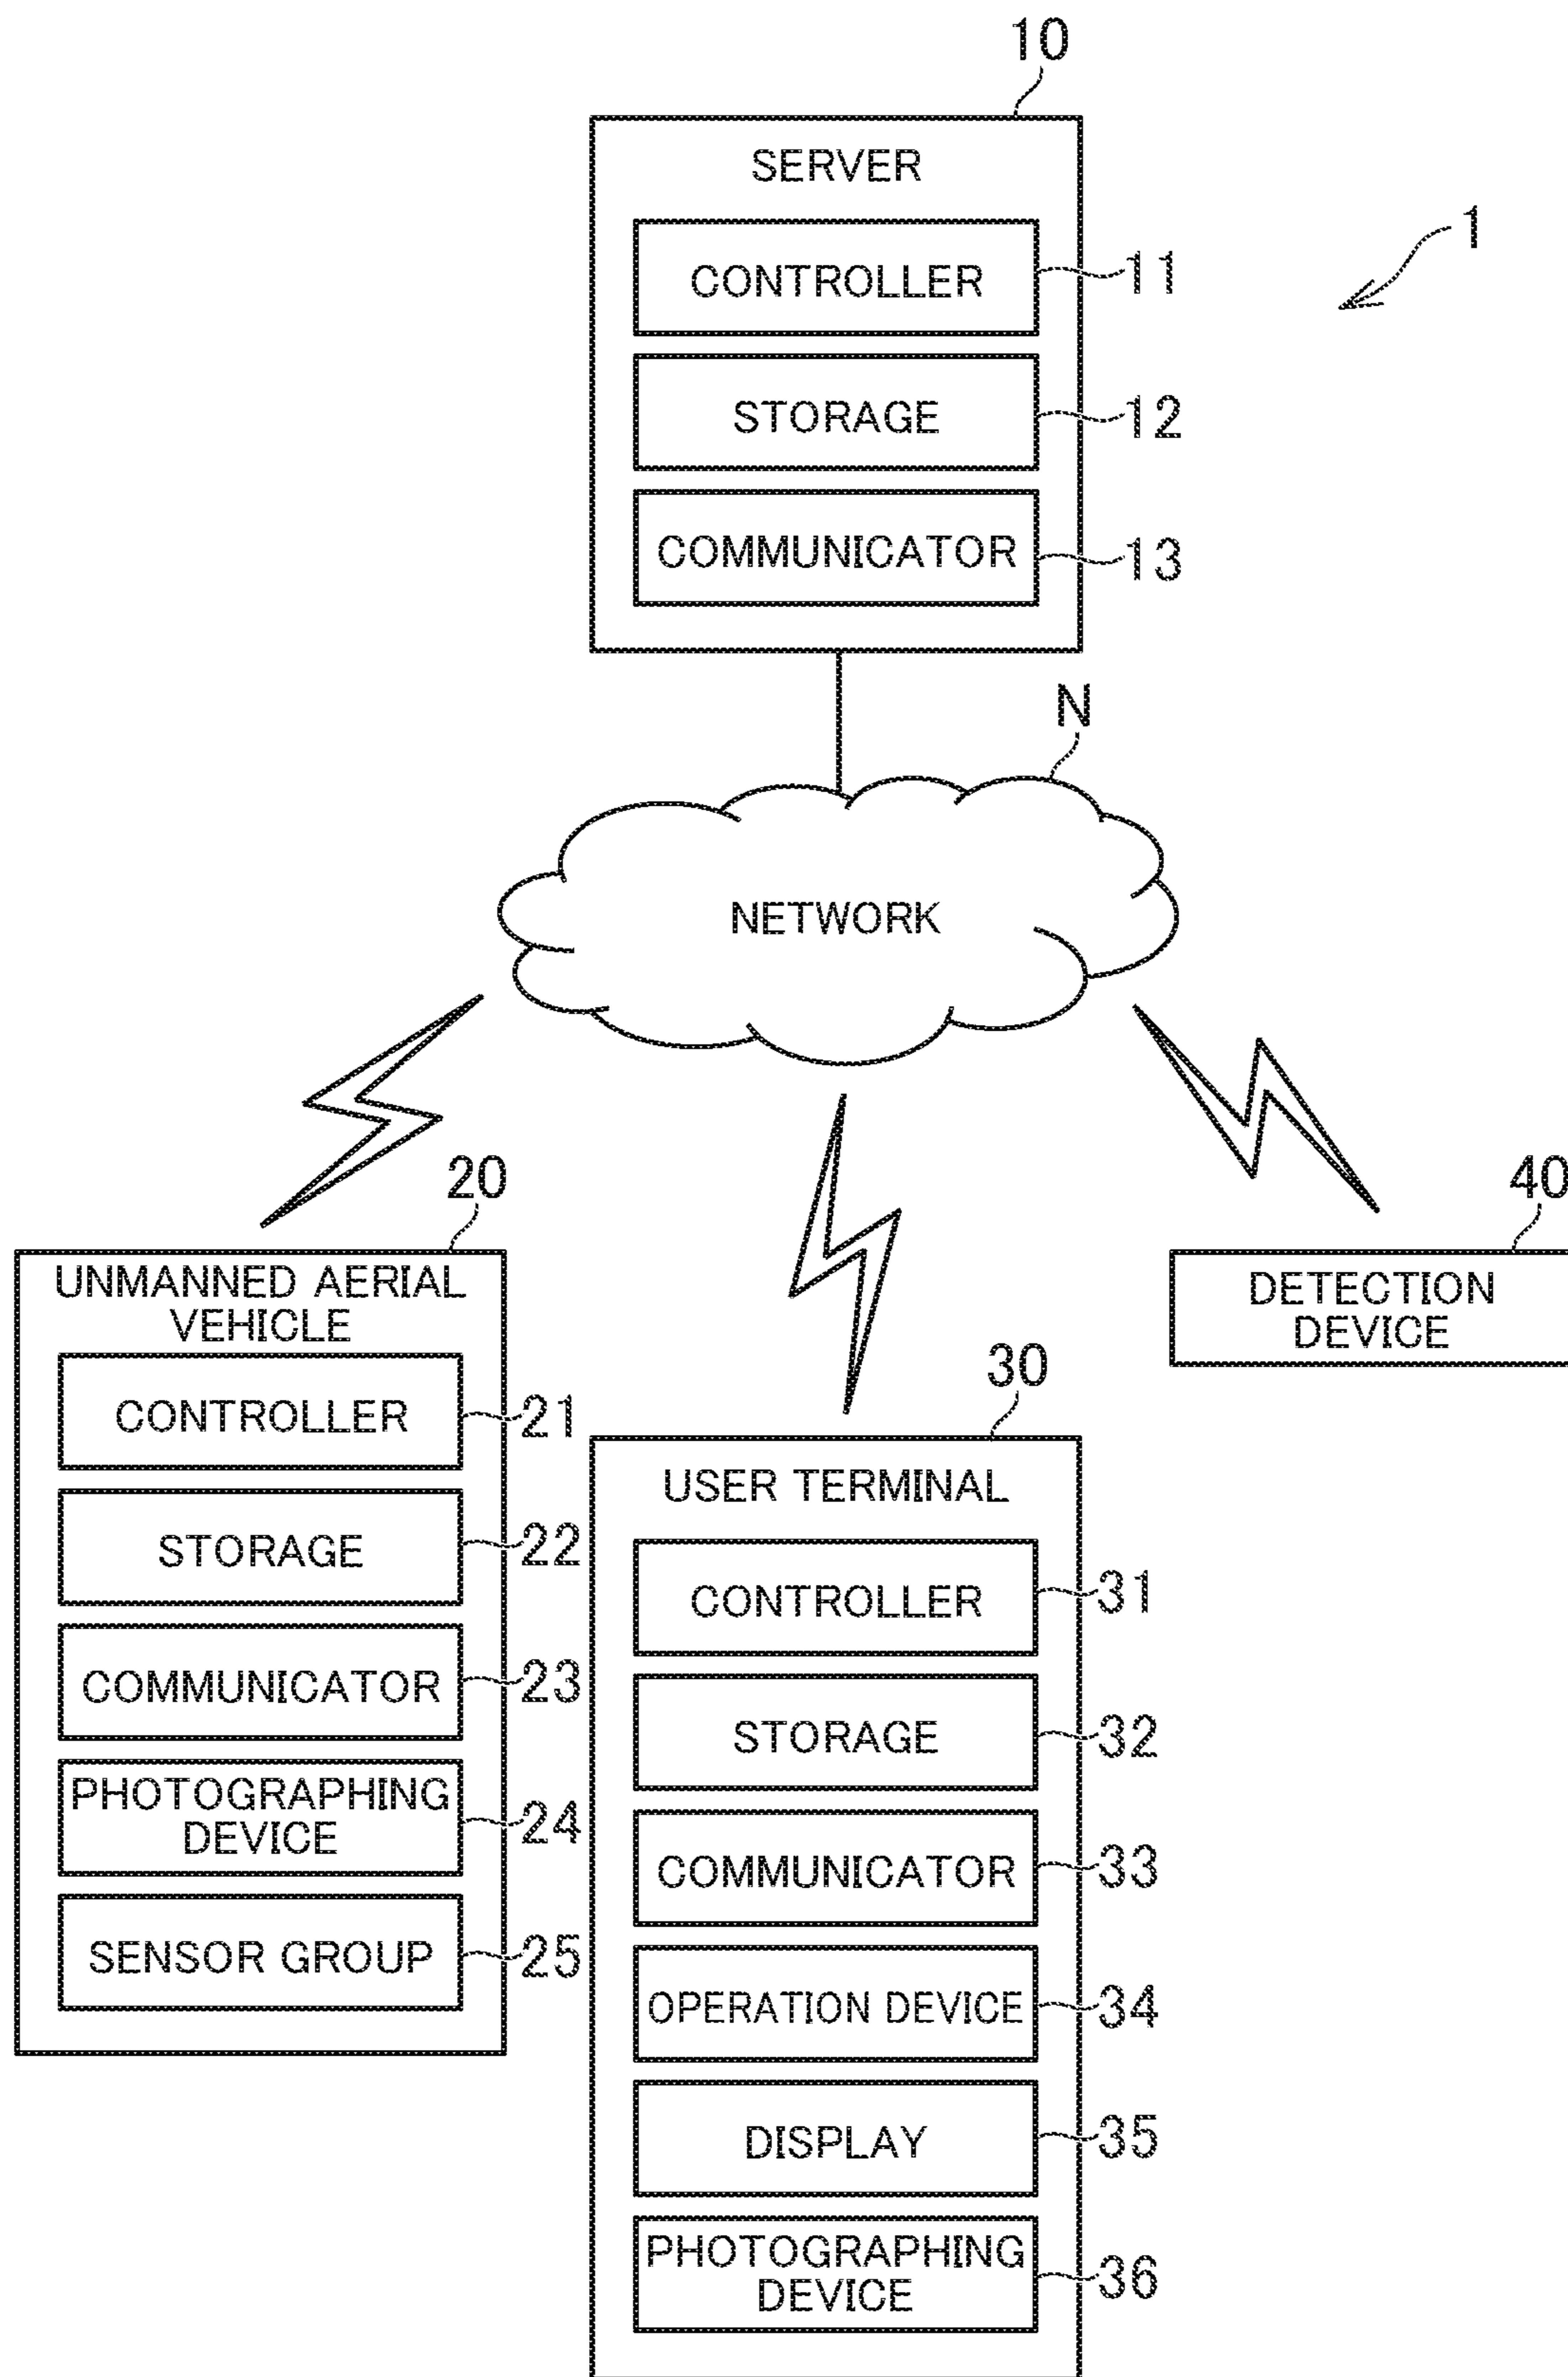 10
SERVER
1
CONTROLLER
11
STORAGE
12
COMMUNICATOR
13
N
NETWORK
20
UNMANNED AERIAL
VEHICLE
CONTROLLER
21
STORAGE
22
COMMUNICATOR
23
PHOTOGRAPHING
DEVICE
24
SENSOR GROUP
25
30
USER TERMINAL
CONTROLLER
31
STORAGE
32
COMMUNICATOR
33
OPERATION DEVICE
34
DISPLAY
35
PHOTOGRAPHING
DEVICE
36
40
DETECTION
DEVICE